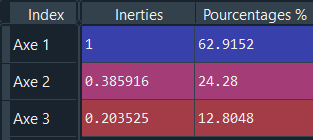 Index Inerties Pourcentages %
Axe 1 1 62.9152
Axe 2 0.385916 24.28
Axe 3 0.203525 12.8048